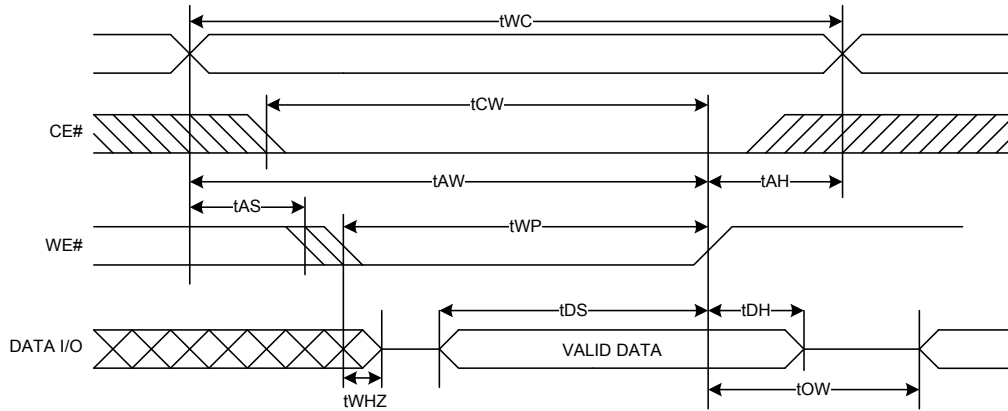 tWC
tCW
CE#
tAW
tAH
tAS
tWP
WE#
tDS
tDH
DATA I/O
VALID DATA
tWHZ
tOW